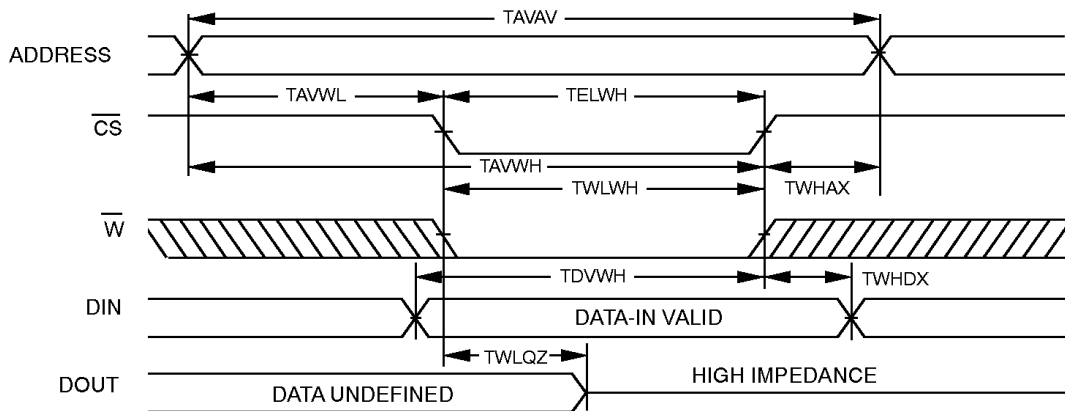 TAVAV
ADDRESS
TAVWL TELWH
CS
TAVWH
TWLWH TWHAX
W
TDVWH TWHDX
DIN DATA-IN VALID
TWLQZ
DOUT DATA UNDEFINED HIGH IMPEDANCE